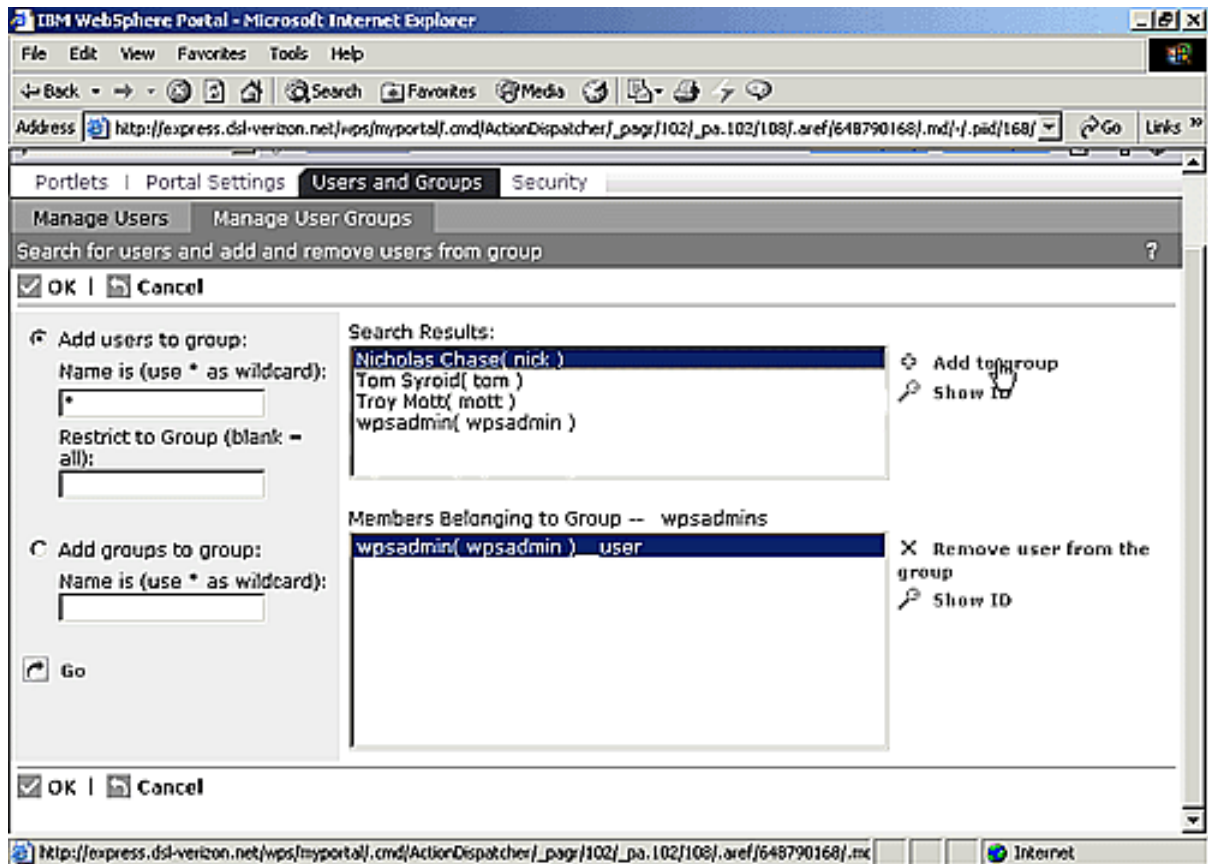 IBM WebSphere Portal - Microsoft Internet Explorer
File Edit View Favorites Tools Help
Back Search Favorites Media
Address http://express.dsl-verizon.net/wps/myportal/.cmd/ActionDispatcher/_pagr/102/_pa.102/108/.aref/648790168/.md/-/.piid/168/ Go Links »
Portlets | Portal Settings Users and Groups Security
Manage Users Manage User Groups
Search for users and add and remove users from group ?
OK | Cancel
Add users to group:
Name is (use * as wildcard):
*
Restrict to Group (blank = all):
Add groups to group:
Name is (use * as wildcard):
Go
Search Results:
Nicholas Chase( nick )
Tom Syroid( tom )
Troy Mott( mott )
wpsadmin( wpsadmin )
Add to group
Show ID
Members Belonging to Group -- wpsadmins
wpsadmin( wpsadmin ) user
X Remove user from the group
Show ID
OK | Cancel
http://express.dsl-verizon.net/wps/myportal/.cmd/ActionDispatcher/_pagr/102/_pa.102/108/.aref/648790168/.md Internet